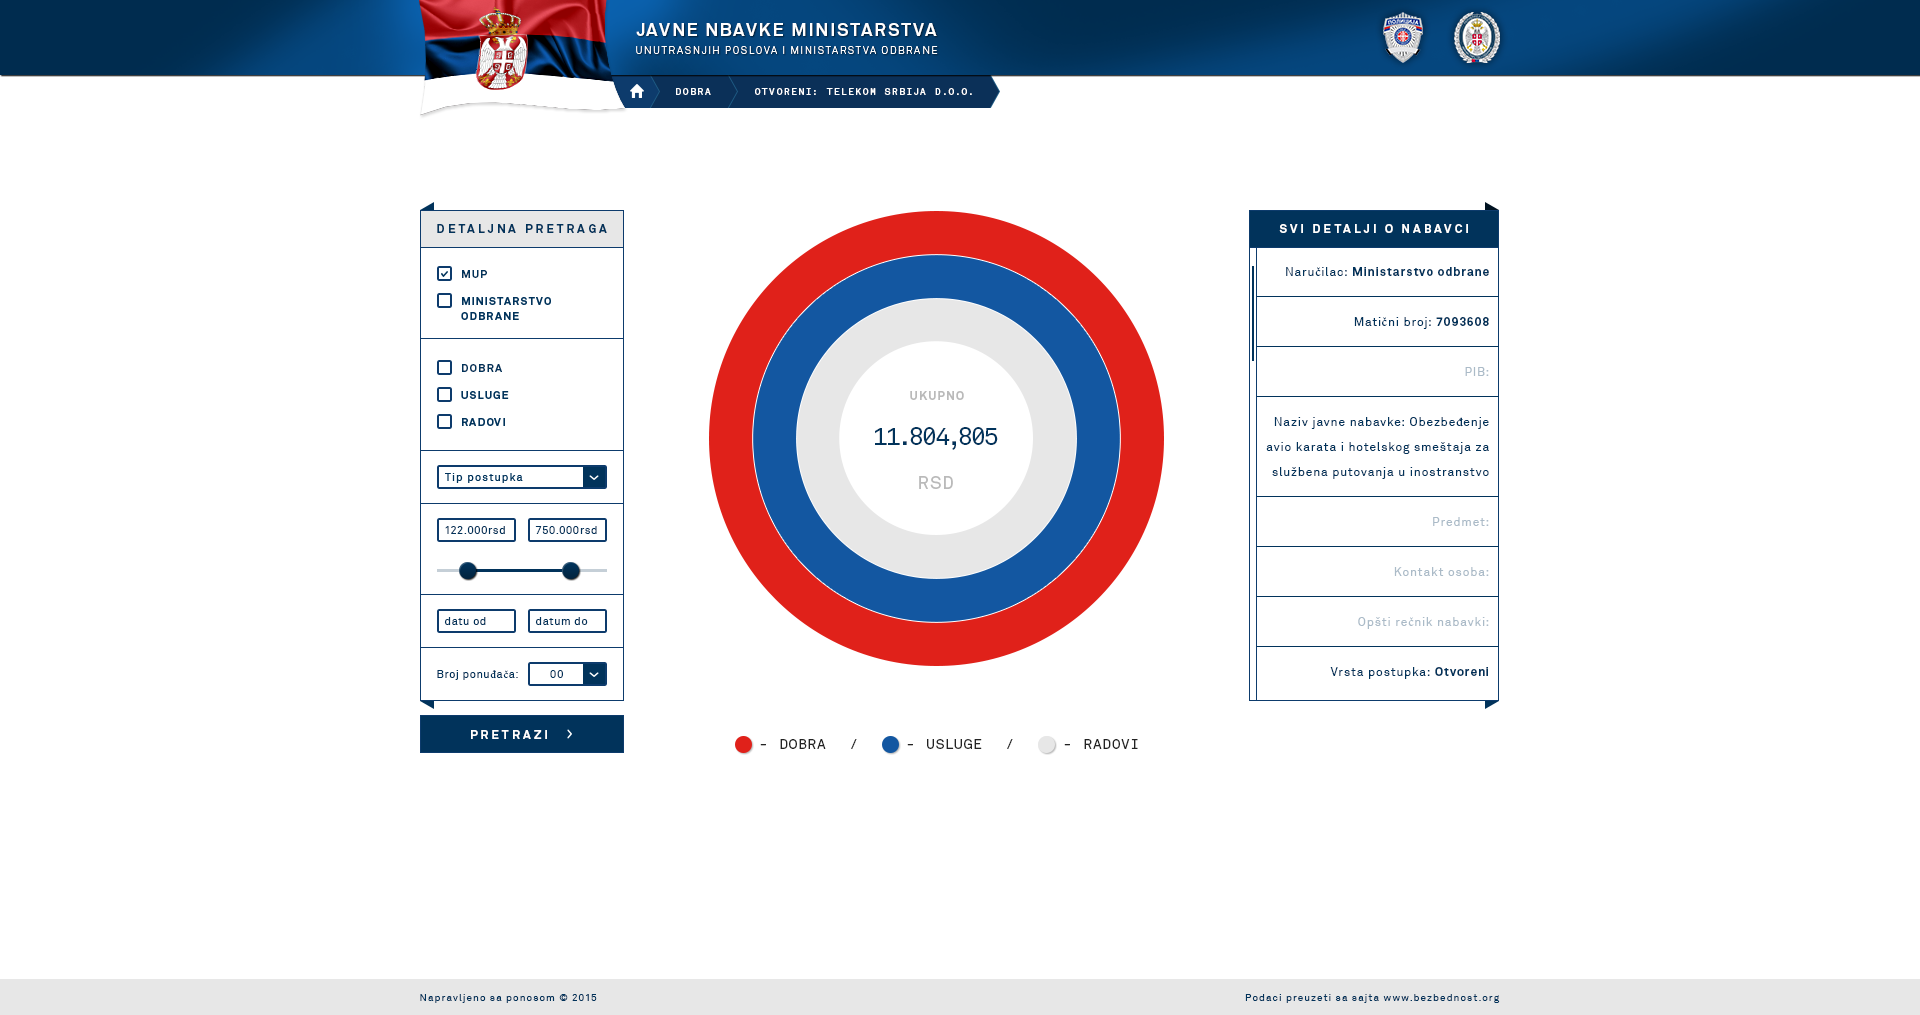 JAVNE NBAVKE MINISTARSTVA
UNUTRASNJIH POSLOVA I MINISTARSTVA ODBRANE
ПОЛИЦИЈА
DOBRA
OTVORENI: TELEKOM SRBIJA D.O.O.
DETALJNA PRETRAGA
MUP
MINISTARSTVO
ODBRANE
DOBRA
USLUGE
RADOVI
Tip postupka
122.000rsd 750.000rsd
datu od datum do
Broj ponuđača: 00
PRETRAZI
UKUPNO
11.804,805
RSD
- DOBRA / - USLUGE / - RADOVI
SVI DETALJI O NABAVCI
Naručilac: Ministarstvo odbrane
Matični broj: 7093608
PIB:
Naziv javne nabavke: Obezbeđenje
avio karata i hotelskog smeštaja za
službena putovanja u inostranstvo
Predmet:
Kontakt osoba:
Opšti rečnik nabavki:
Vrsta postupka: Otvoreni
Napravljeno sa ponosom © 2015
Podaci preuzeti sa sajta www.bezbednost.org